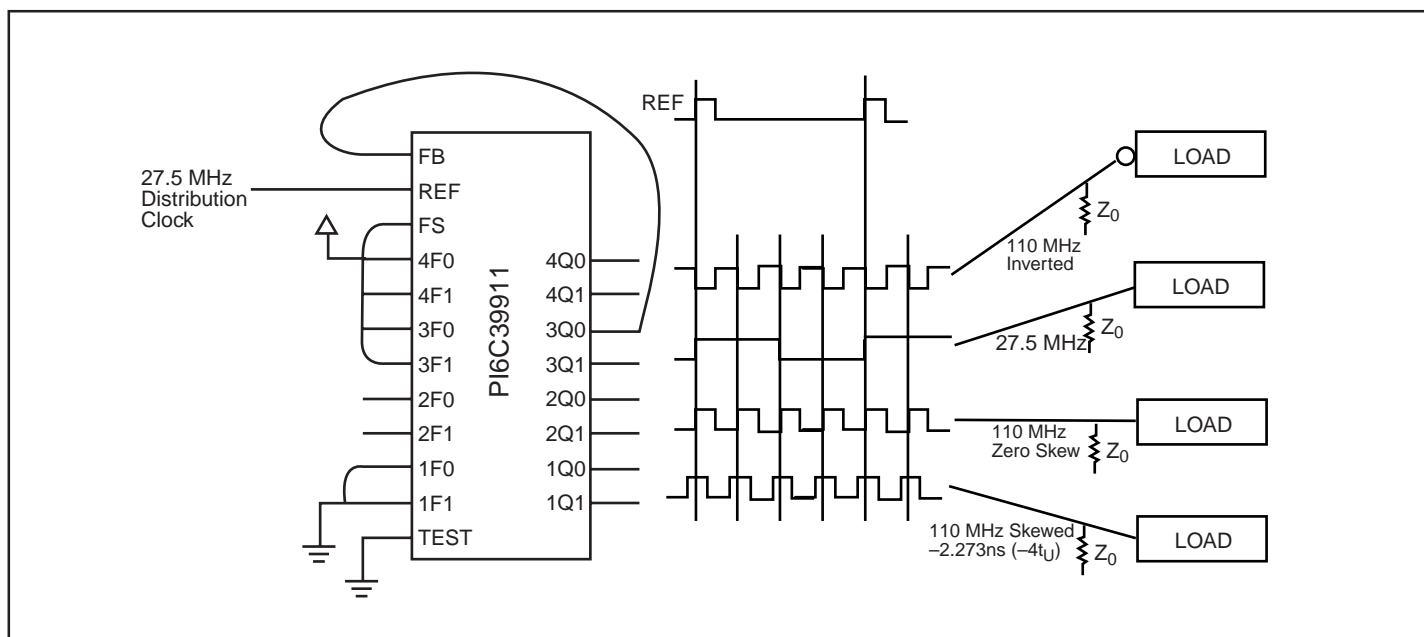 REF
LOAD
FB
27.5 MHz
Distribution
Clock
REF
FS
Z0
110 MHz
Inverted
4F0
4F1
3F0
3F1
2F0
2F1
1F0
1F1
TEST
PI6C39911
4Q0
4Q1
3Q0
3Q1
2Q0
2Q1
1Q0
1Q1
LOAD
Z0
27.5 MHz
LOAD
110 MHz
Zero Skew
Z0
110 MHz Skewed
–2.273ns (–4tU)
Z0
LOAD